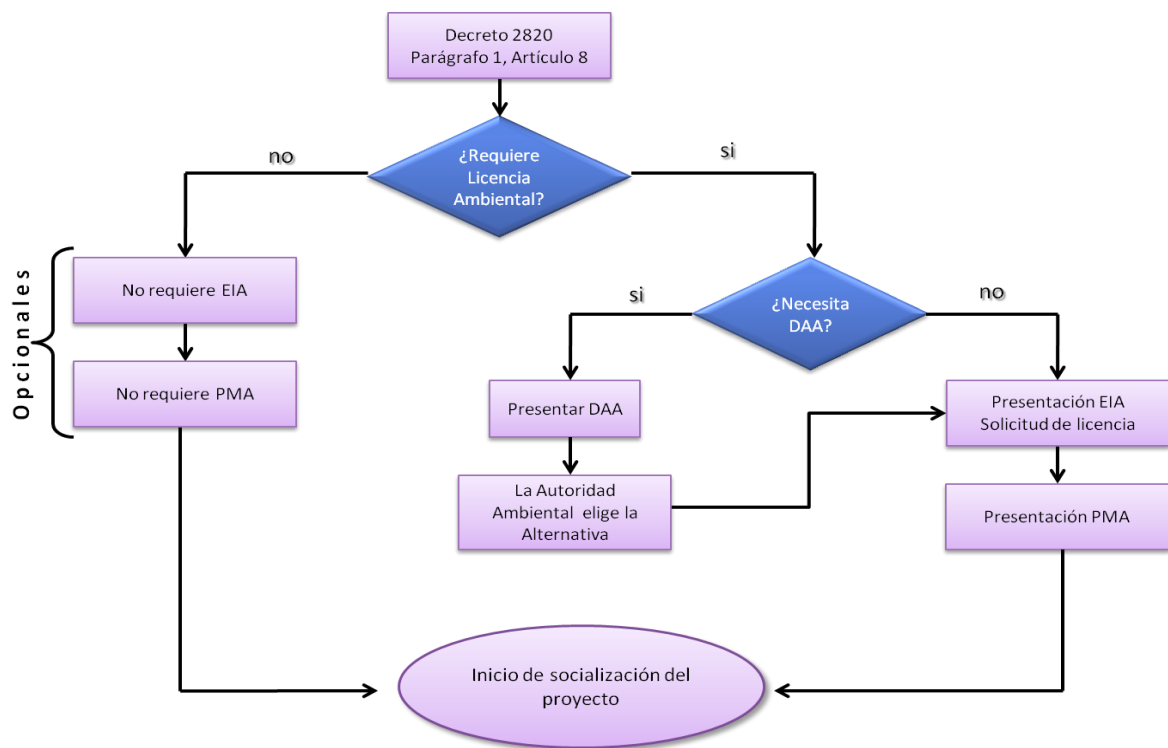 Decreto 2820
Parágrafo 1, Artículo 8
¿Requiere
Licencia
Ambiental?
no
si
Opcionales
No requiere EIA
No requiere PMA
¿Necesita
DAA?
si
no
Presentar DAA
La Autoridad
Ambiental elige la
Alternativa
Presentación EIA
Solicitud de licencia
Presentación PMA
Inicio de socialización del
proyecto